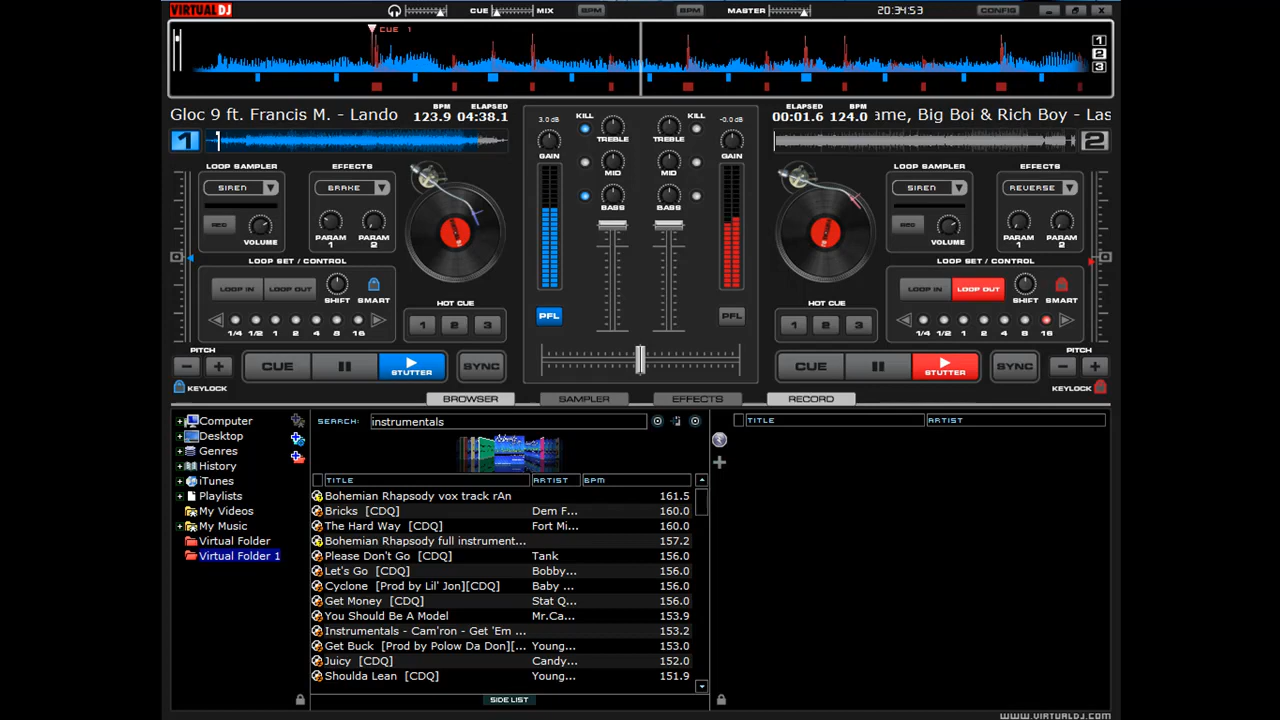 VIRTUAL DJ CUE MIX BPM BPM MASTER 20:34:53 CONFIG
CUE 1
1
2
3
Gloc 9 ft. Francis M. - Lando BPM 123.9 ELAPSED 04:38.1
ELAPSED 00:01.6 BPM 124.0 ame, Big Boi & Rich Boy - Las
1
2
3.0 dB KILL KILL -0.0 dB
TREBLE TREBLE
GAIN GAIN
MID MID
BASS BASS
PFL PFL
LOOP SAMPLER EFFECTS
SIREN BRAKE
REC VOLUME PARAM 1 PARAM 2
LOOP SET / CONTROL
LOOP IN LOOP OUT SHIFT SMART
1/4 1/2 1 2 4 8 16
HOT CUE
1 2 3
PITCH
CUE STUTTER SYNC
KEYLOCK
LOOP SAMPLER EFFECTS
SIREN REVERSE
REC VOLUME PARAM 1 PARAM 2
HOT CUE
1 2 3
LOOP SET / CONTROL
LOOP IN LOOP OUT SHIFT SMART
1/4 1/2 1 2 4 8 16
PITCH
CUE STUTTER SYNC
KEYLOCK
BROWSER SAMPLER EFFECTS RECORD
Computer
Desktop
Genres
History
iTunes
Playlists
My Videos
My Music
Virtual Folder
Virtual Folder 1
SEARCH: instrumentals
TITLE ARTIST BPM
Bohemian Rhapsody vox track rAn 161.5
Bricks [CDQ] Dem F... 160.0
The Hard Way [CDQ] Fort Mi... 160.0
Bohemian Rhapsody full instrument... 157.2
Please Don't Go [CDQ] Tank 156.0
Let's Go [CDQ] Bobby... 156.0
Cyclone [Prod by Lil' Jon][CDQ] Baby ... 156.0
Get Money [CDQ] Stat Q... 156.0
You Should Be A Model Mr.Ca... 153.9
Instrumentals - Cam'ron - Get 'Em ... 153.2
Get Buck [Prod by Polow Da Don][... Young... 153.0
Juicy [CDQ] Candy... 152.0
Shoulda Lean [CDQ] Young... 151.9
SIDE LIST
TITLE ARTIST
WWW.VIRTUALDJ.COM